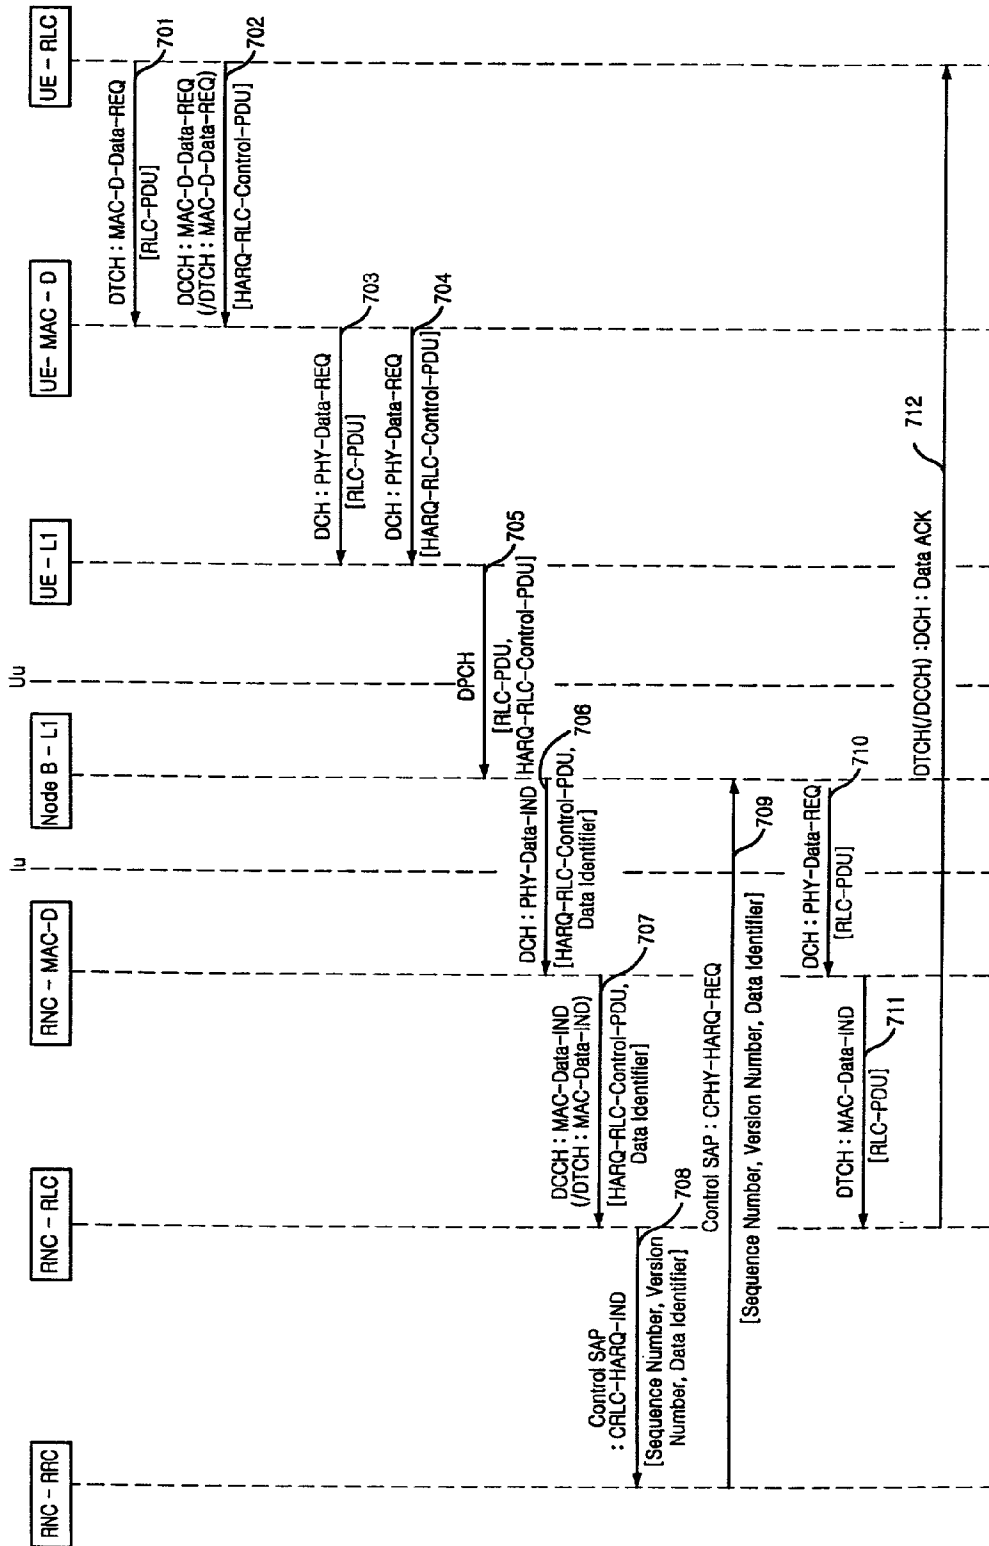 RNC - RRC
RNC - RLC
RNC - MAC-D
Iu
Node B - L1
Uu
UE - L1
UE- MAC - D
UE - RLC
DTCH : MAC-D-Data-REQ
[RLC-PDU]
701
DCCH : MAC-D-Data-REQ
(/DTCH : MAC-D-Data-REQ)
[HARQ-RLC-Control-PDU]
702
DCH : PHY-Data-REQ
[RLC-PDU]
703
DCH : PHY-Data-REQ
[HARQ-RLC-Control-PDU]
704
DPCH
[RLC-PDU,
HARQ-RLC-Control-PDU]
705
DCH : PHY-Data-IND
[HARQ-RLC-Control-PDU,
Data Identifier]
706
DCCH : MAC-Data-IND
(/DTCH : MAC-Data-IND)
[HARQ-RLC-Control-PDU,
Data Identifier]
707
Control SAP
: CRLC-HARQ-IND
[Sequence Number, Version
Number, Data Identifier]
708
Control SAP : CPHY-HARQ-REQ
[Sequence Number, Version Number, Data Identifier]
709
DCH : PHY-Data-REQ
[RLC-PDU]
710
DTCH : MAC-Data-IND
[RLC-PDU]
711
DTCH(/DCCH) :DCH : Data ACK
712